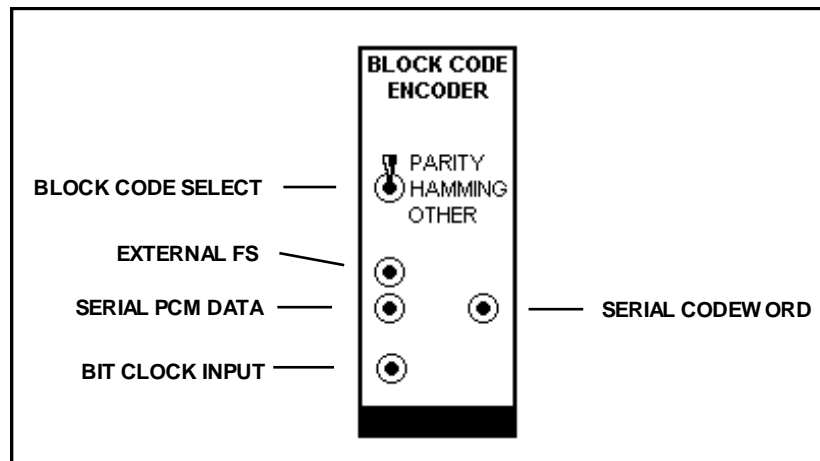 BLOCK CODE
ENCODER
PARITY
BLOCK CODE SELECT
HAMMING
OTHER
EXTERNAL FS
SERIAL PCM DATA
SERIAL CODEWORD
BIT CLOCK INPUT